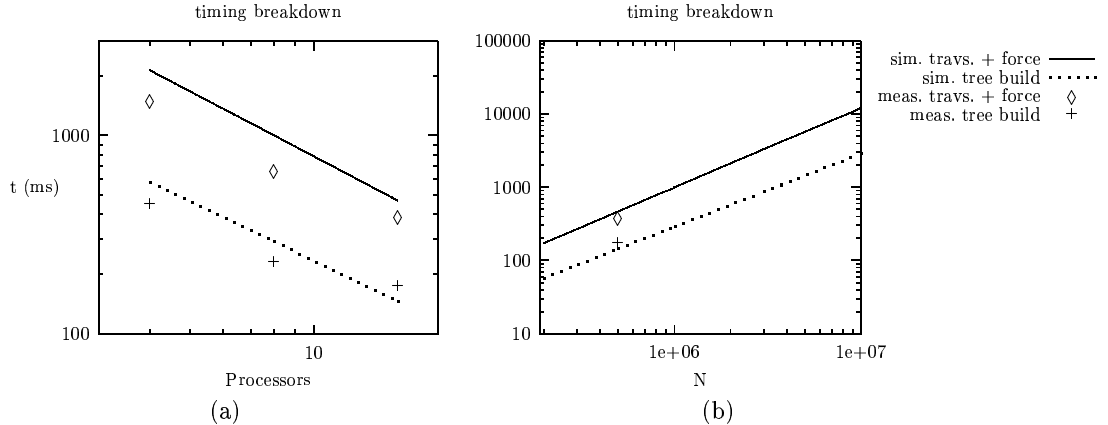 timing breakdown
1000
100
t (ms)
10
Processors
(a)
timing breakdown
100000
10000
1000
100
10
1e+06
1e+07
N
(b)
sim. travs. + force
sim. tree build
meas. travs. + force
meas. tree build